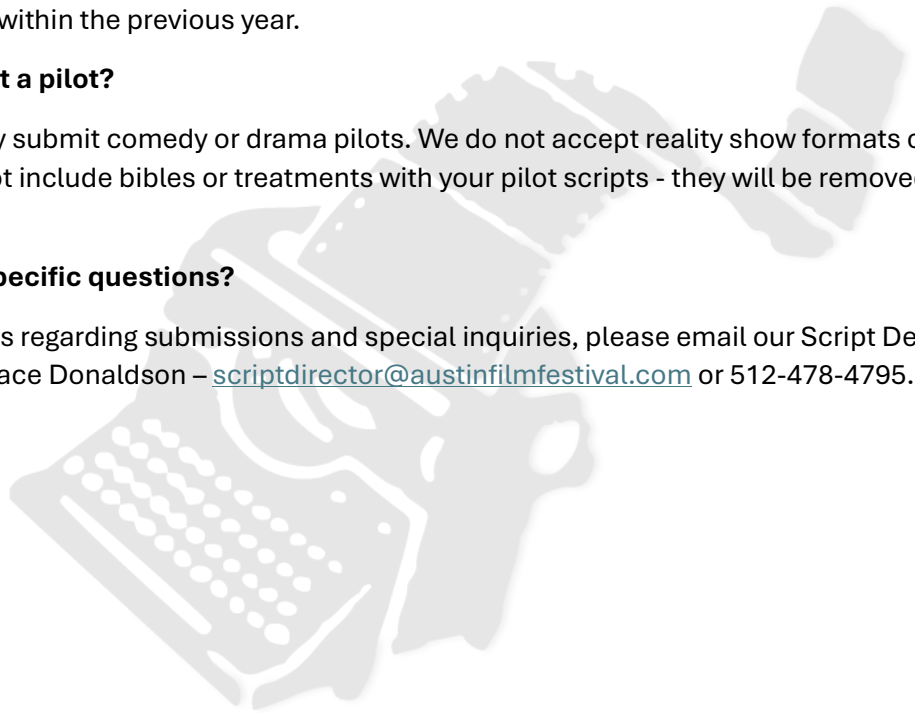 within the previous year.
t a pilot?
y submit comedy or drama pilots. We do not accept reality show formats o
ot include bibles or treatments with your pilot scripts - they will be removed
pecific questions?
s regarding submissions and special inquiries, please email our Script De
ace Donaldson – scriptdirector@austinfilmfestival.com or 512-478-4795.